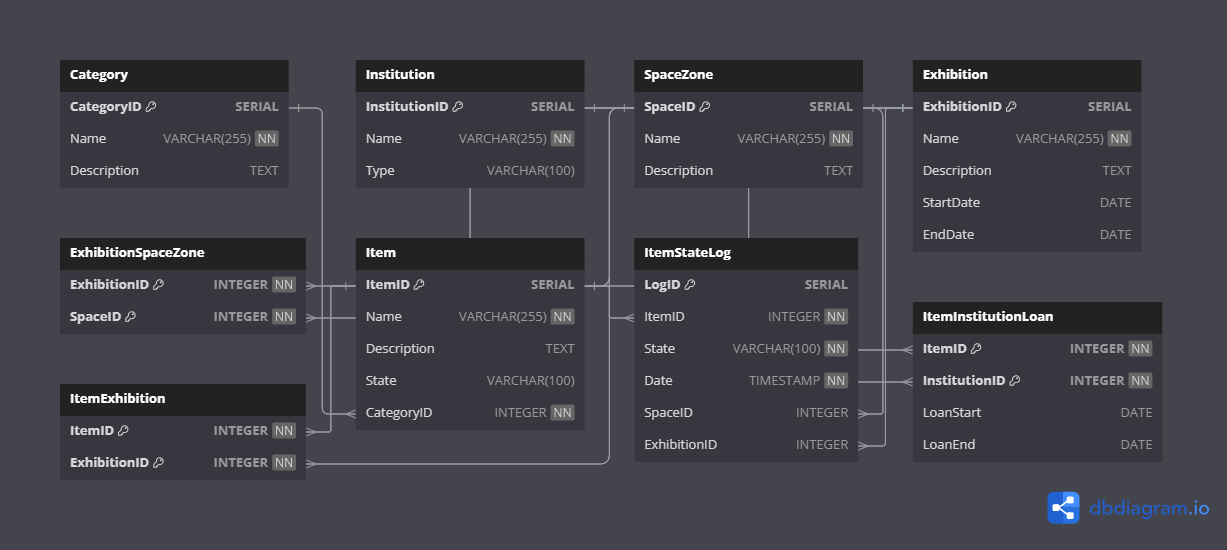 Category
CategoryID SERIAL
Name VARCHAR(255) NN
Description TEXT
Institution
InstitutionID SERIAL
Name VARCHAR(255) NN
Type VARCHAR(100)
SpaceZone
SpaceID SERIAL
Name VARCHAR(255) NN
Description TEXT
Exhibition
ExhibitionID SERIAL
Name VARCHAR(255) NN
Description TEXT
StartDate DATE
EndDate DATE
ExhibitionSpaceZone
ExhibitionID INTEGER NN
SpaceID INTEGER NN
Item
ItemID SERIAL
Name VARCHAR(255) NN
Description TEXT
State VARCHAR(100)
CategoryID INTEGER NN
ItemStateLog
LogID SERIAL
ItemID INTEGER NN
State VARCHAR(100) NN
Date TIMESTAMP NN
SpaceID INTEGER
ExhibitionID INTEGER
ItemInstitutionLoan
ItemID INTEGER NN
InstitutionID INTEGER NN
LoanStart DATE
LoanEnd DATE
ItemExhibition
ItemID INTEGER NN
ExhibitionID INTEGER NN
dbdiagram.io